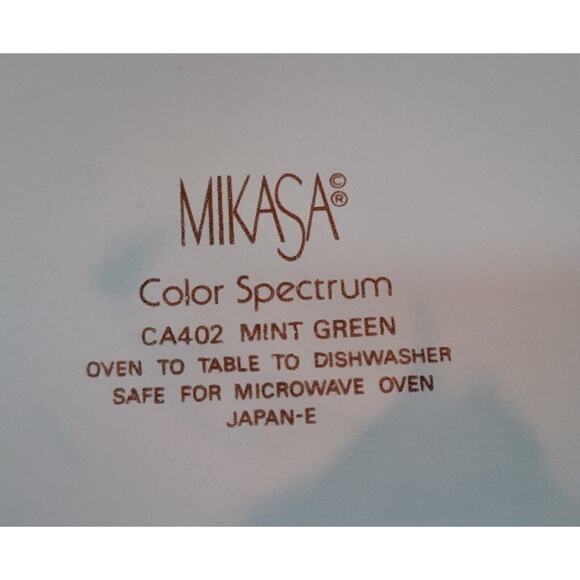 MIKASA©®
Color Spectrum
CA402 MINT GREEN
OVEN TO TABLE TO DISHWASHER
SAFE FOR MICROWAVE OVEN
JAPAN-E